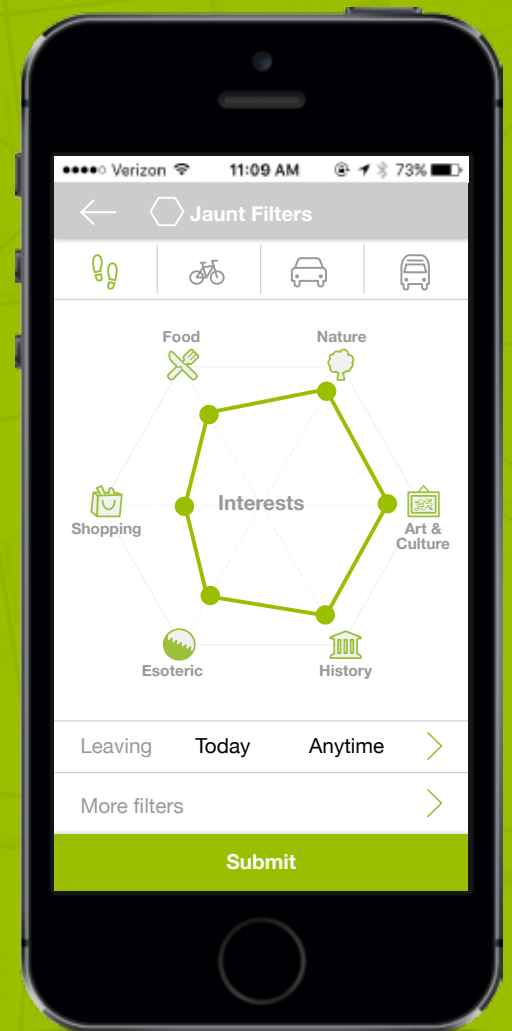 Verizon 11:09 AM 73%
Jaunt Filters
Food Nature
Interests
Shopping
Art &
Culture
Esoteric History
Leaving Today Anytime
More filters
Submit